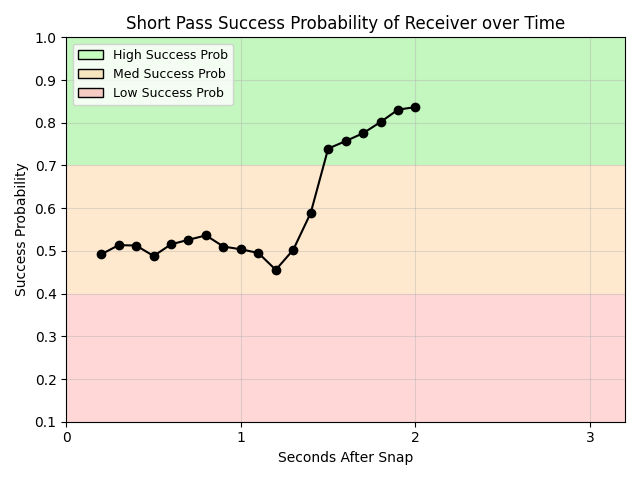 Short Pass Success Probability of Receiver over Time
1.0
0.9
0.8
0.7
0.6
0.5
0.4
0.3
0.2
0.1
Success Probability
High Success Prob
Med Success Prob
Low Success Prob
0 1 2 3
Seconds After Snap